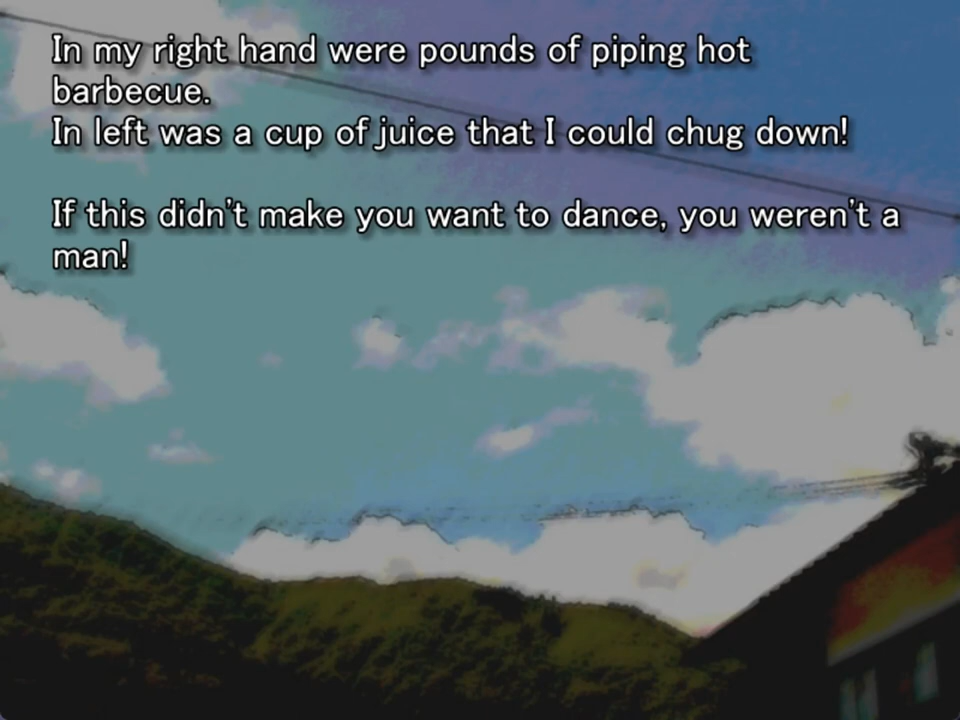 In my right hand were pounds of piping hot
barbecue.
In left was a cup of juice that I could chug down!
If this didn't make you want to dance, you weren't a
man!